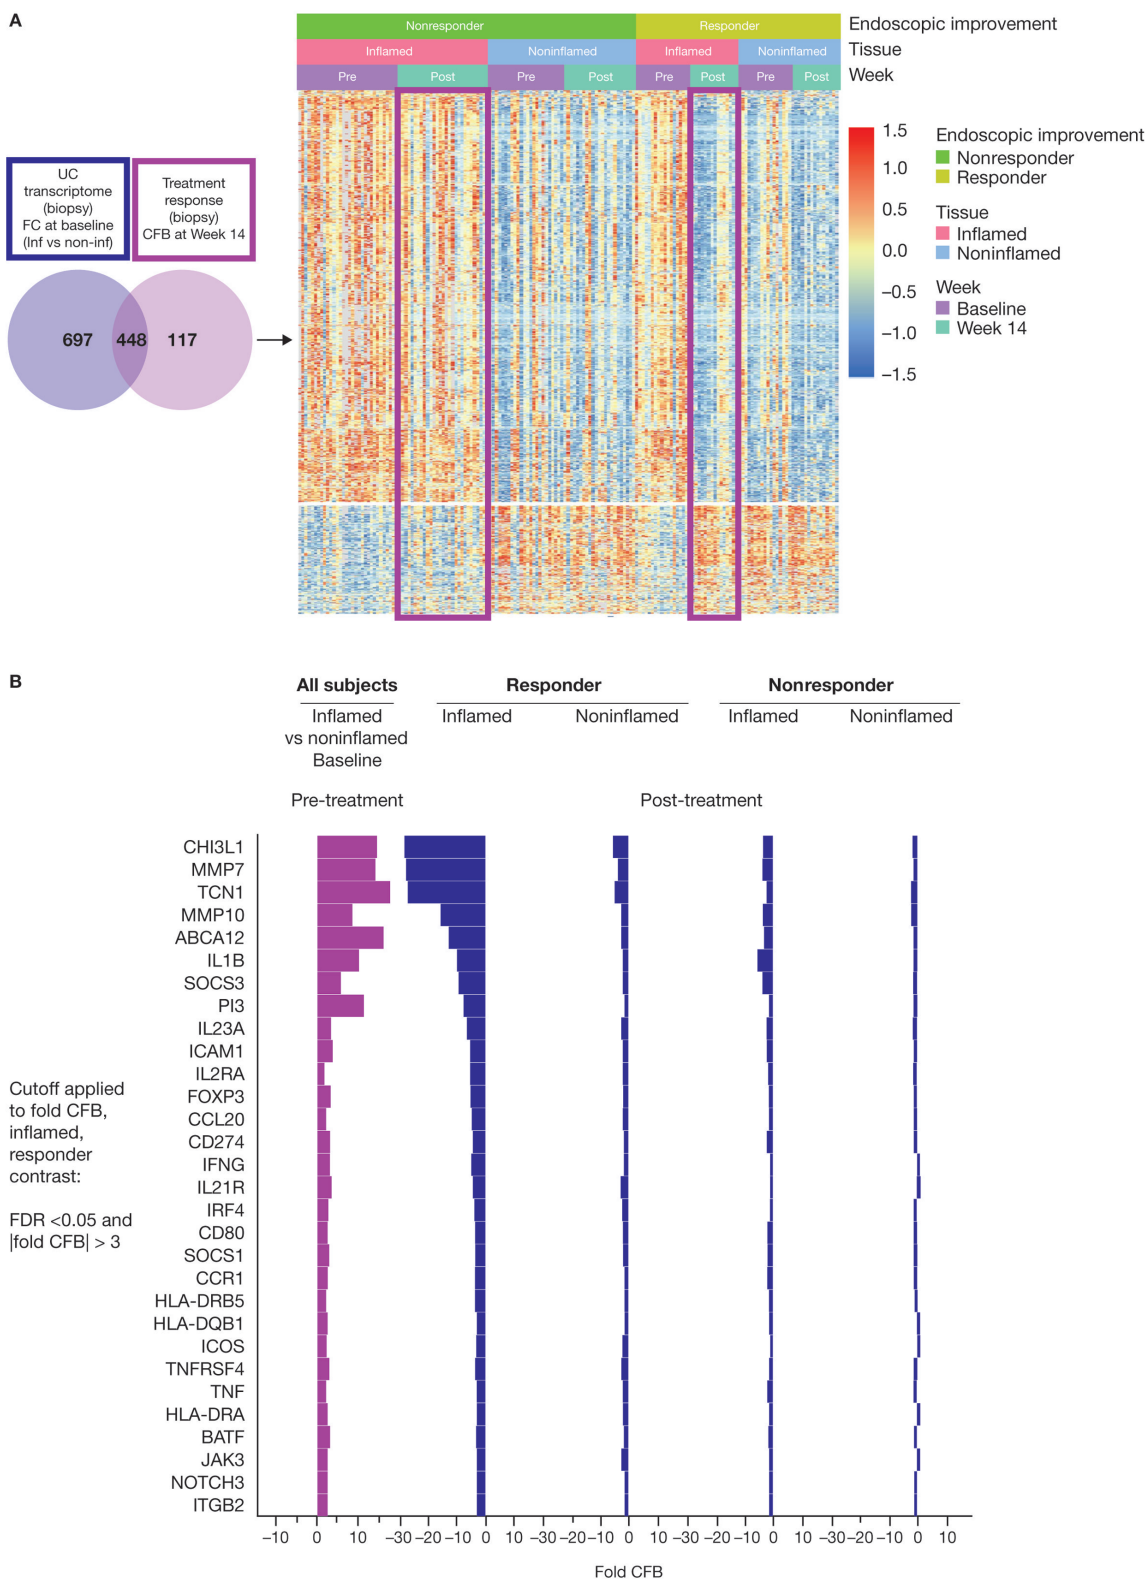 A
Nonresponder Responder Endoscopic improvement
Inflamed Noninflamed Inflamed Noninflamed Tissue
Pre Post Pre Post Pre Post Pre Post Week
UC
transcriptome
(biopsy)
FC at baseline
(Inf vs non-inf)
Treatment
response
(biopsy)
CFB at Week 14
697 448 117
1.5
1.0
0.5
0.0
−0.5
−1.0
−1.5
Endoscopic improvement
Nonresponder
Responder
Tissue
Inflamed
Noninflamed
Week
Baseline
Week 14
B
All subjects Responder Nonresponder
Inflamed
vs noninflamed
Baseline
Inflamed Noninflamed Inflamed Noninflamed
Pre-treatment Post-treatment
Cutoff applied
to fold CFB,
inflamed,
responder
contrast:
FDR <0.05 and
|fold CFB| > 3
CHI3L1
MMP7
TCN1
MMP10
ABCA12
IL1B
SOCS3
PI3
IL23A
ICAM1
IL2RA
FOXP3
CCL20
CD274
IFNG
IL21R
IRF4
CD80
SOCS1
CCR1
HLA-DRB5
HLA-DQB1
ICOS
TNFRSF4
TNF
HLA-DRA
BATF
JAK3
NOTCH3
ITGB2
−10 0 10 −30 −20 −10 0 10 −30 −20 −10 0 10 −30 −20 −10 0 10 −30 −20 −10 0 10
Fold CFB